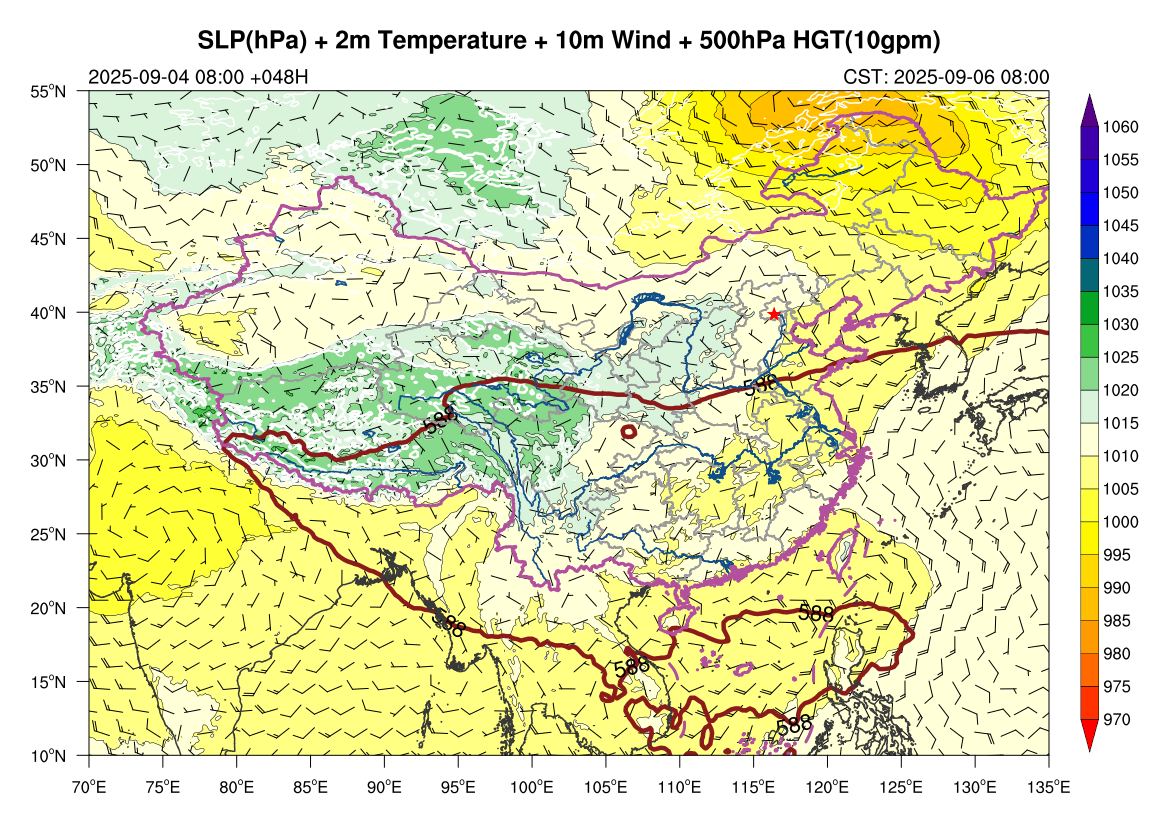 SLP(hPa) + 2m Temperature + 10m Wind + 500hPa HGT(10gpm)
2025-09-04 08:00 +048H
CST: 2025-09-06 08:00
55°N
50°N
45°N
40°N
35°N
30°N
25°N
20°N
15°N
10°N
588
588
588
588
588
588
70°E
75°E
80°E
85°E
90°E
95°E
100°E
105°E
110°E
115°E
120°E
125°E
130°E
135°E
1060
1055
1050
1045
1040
1035
1030
1025
1020
1015
1010
1005
1000
995
990
985
980
975
970